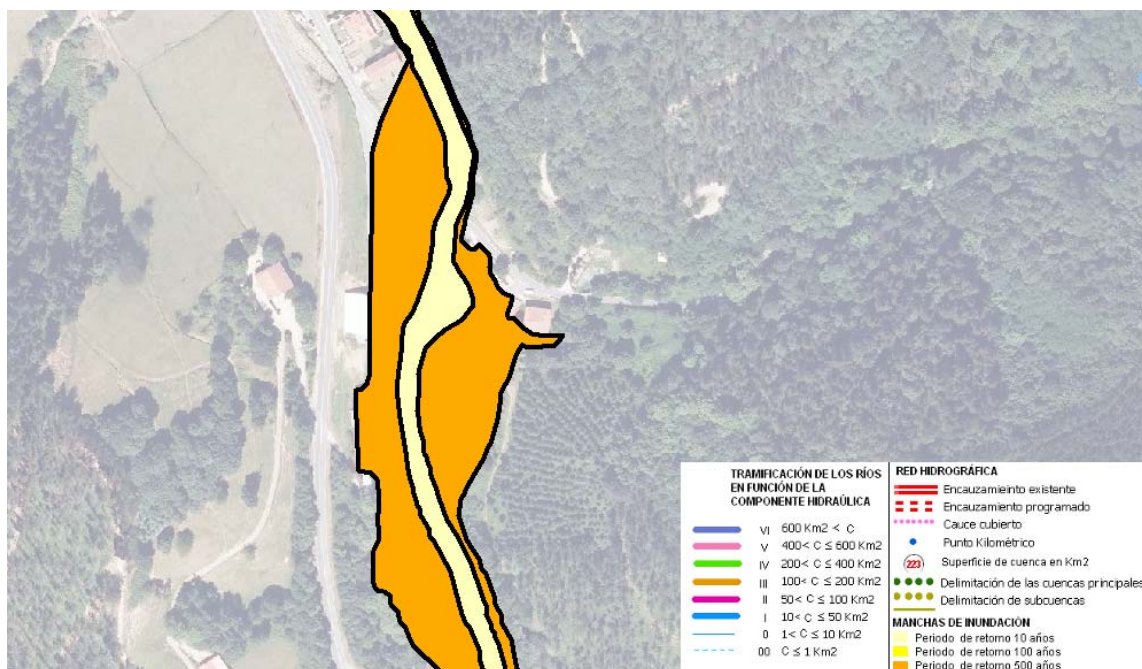 TRAMIFICACIÓN DE LOS RÍOS
EN FUNCIÓN DE LA
COMPONENTE HIDRAÚLICA
VI 600 Km2 < C
V 400< C ≤ 600 Km2
IV 200< C ≤ 400 Km2
III 100< C ≤ 200 Km2
II 50< C ≤ 100 Km2
I 10< C ≤ 50 Km2
0 1< C ≤ 10 Km2
00 C ≤ 1 Km2
RED HIDROGRÁFICA
Encauzamieinto existente
Encauzamiento programado
Cauce cubierto
Punto Kilométrico
223 Superficie de cuenca en Km2
Delimitación de las cuencas principales
Delimitación de subcuencas
MANCHAS DE INUNDACIÓN
Periodo de retorno 10 años
Periodo de retorno 100 años
Periodo de retorno 500 años